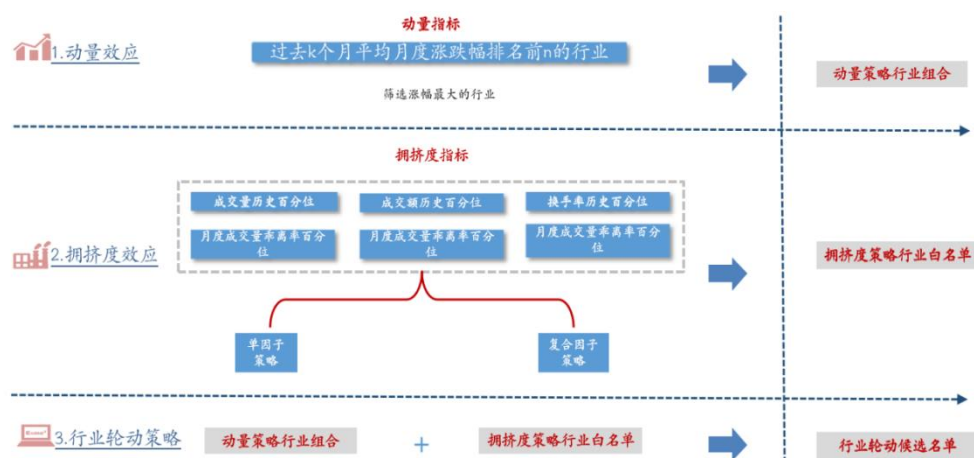 动量指标
1.动量效应
过去k个月平均月度涨跌幅排名前n的行业
动量策略行业组合
筛选涨幅最大的行业
拥挤度指标
成交量历史百分位
成交额历史百分位
换手率历史百分位
月度成交量乖离率百分
位
月度成交量乖离率百分
位
月度成交量乖离率百分
位
2.拥挤度效应
拥挤度策略行业白名单
单因子
策略
复合因子
策略
3.行业轮动策略
动量策略行业组合
+
拥挤度策略行业白名单
行业轮动候选名单